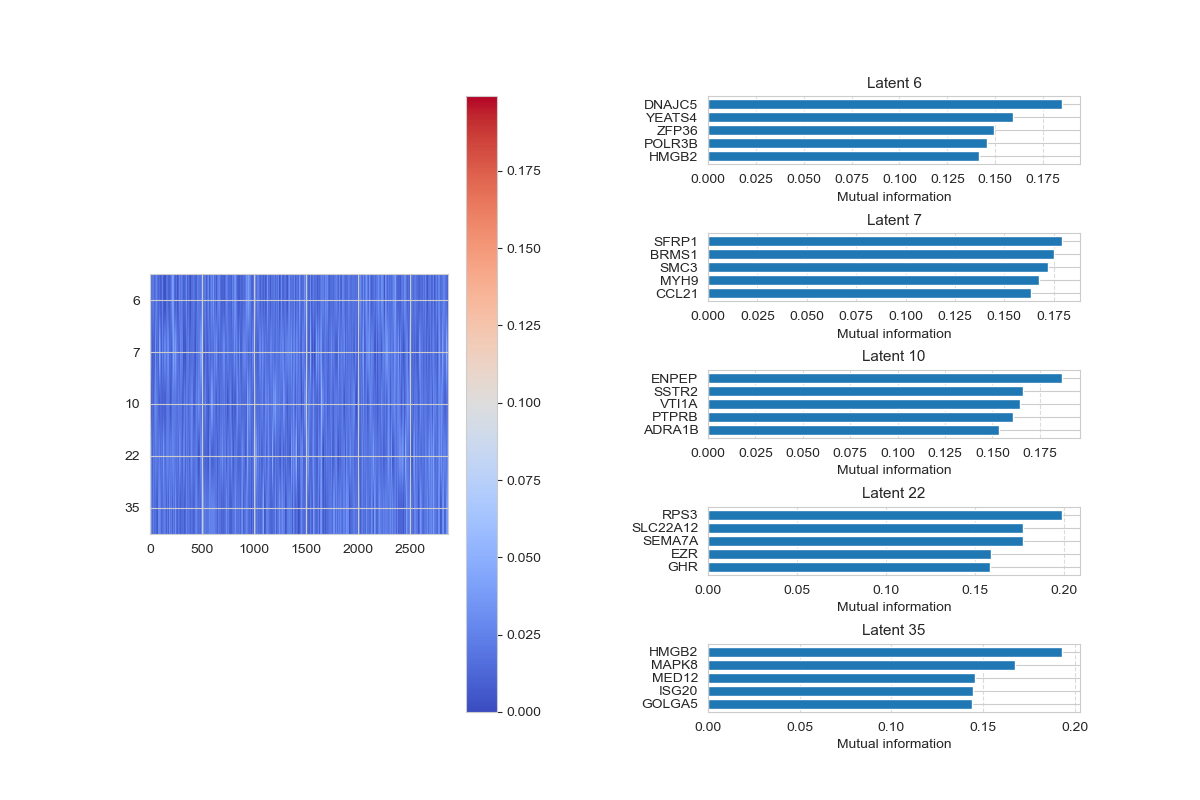 6
7
10
22
35
0 500 1000 1500 2000 2500
0.175
0.150
0.125
0.100
0.075
0.050
0.025
0.000
Latent 6
DNAJC5
YEATS4
ZFP36
POLR3B
HMGB2
0.000 0.025 0.050 0.075 0.100 0.125 0.150 0.175
Mutual information
Latent 7
SFRP1
BRMS1
SMC3
MYH9
CCL21
0.000 0.025 0.050 0.075 0.100 0.125 0.150 0.175
Mutual information
Latent 10
ENPEP
SSTR2
VTI1A
PTPRB
ADRA1B
0.000 0.025 0.050 0.075 0.100 0.125 0.150 0.175
Mutual information
Latent 22
RPS3
SLC22A12
SEMA7A
EZR
GHR
0.00 0.05 0.10 0.15 0.20
Mutual information
Latent 35
HMGB2
MAPK8
MED12
ISG20
GOLGA5
0.00 0.05 0.10 0.15 0.20
Mutual information